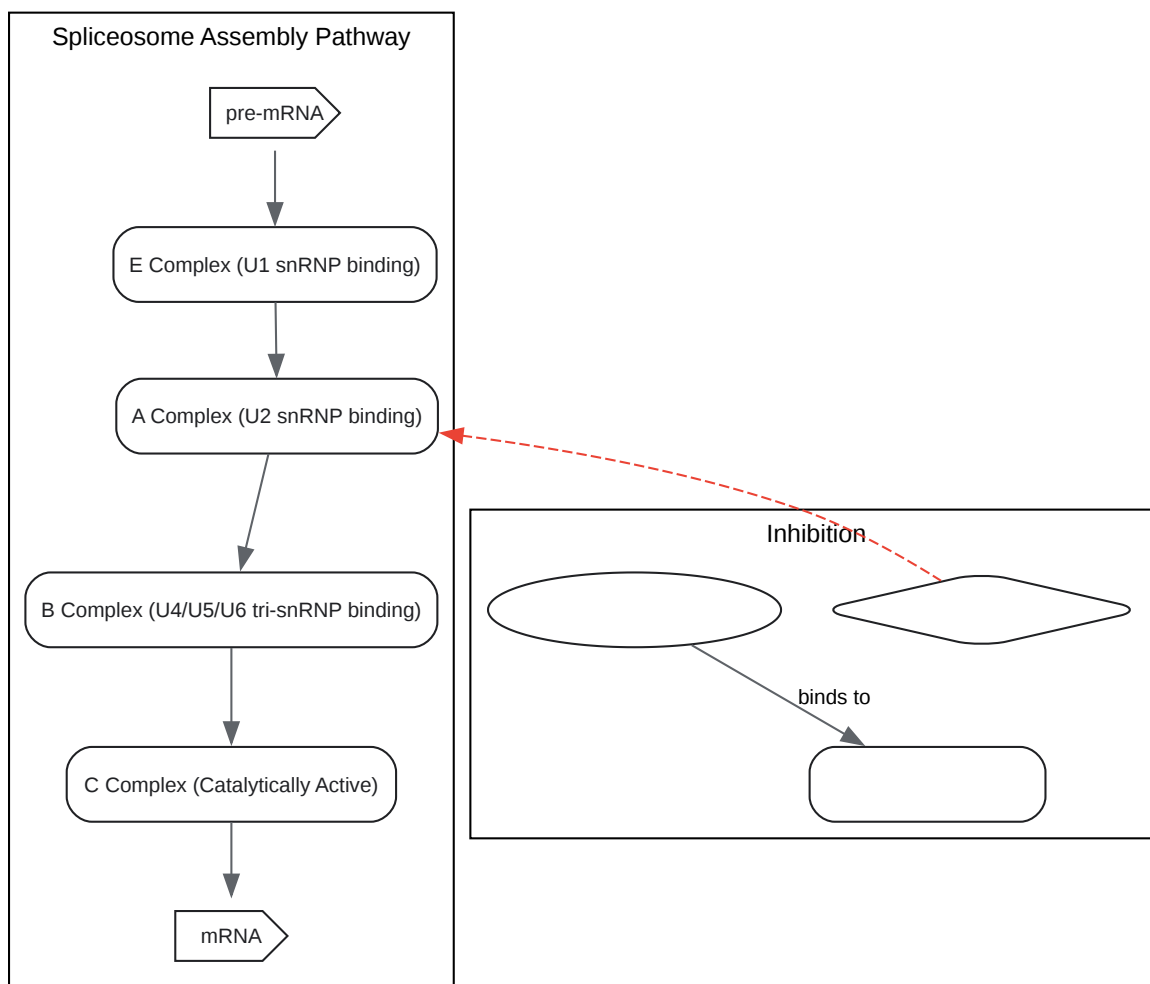 Spliceosome Assembly Pathway
pre-mRNA
E Complex (U1 snRNP binding)
A Complex (U2 snRNP binding)
B Complex (U4/U5/U6 tri-snRNP binding)
C Complex (Catalytically Active)
mRNA
Inhibition
binds to